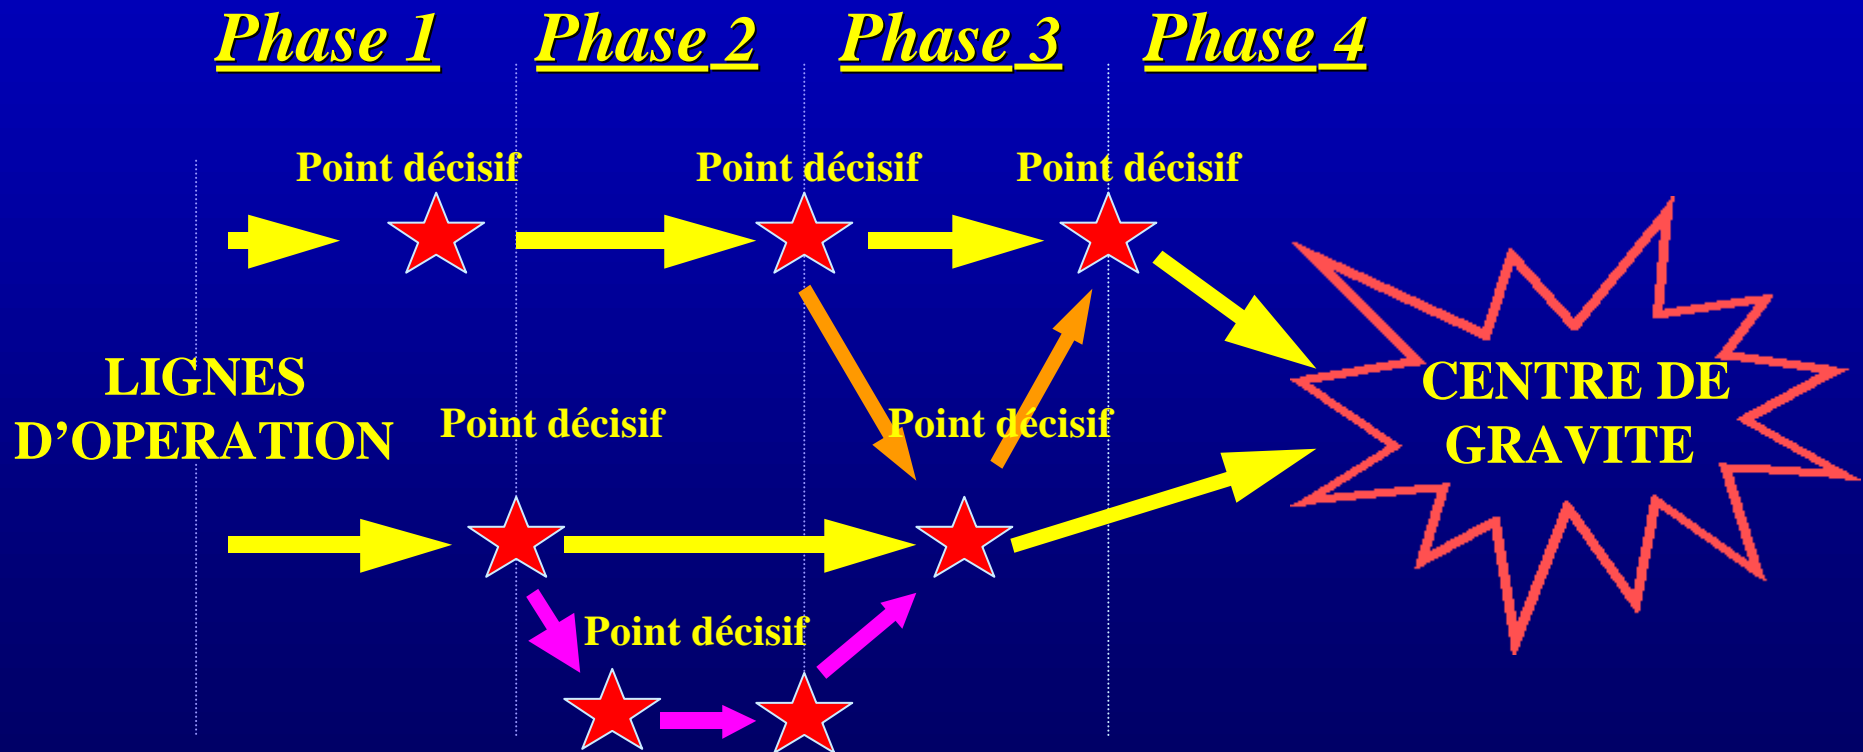 Phase 1 Phase 2 Phase 3 Phase 4
Point décisif Point décisif Point décisif
LIGNES
D’OPERATION
CENTRE DE
GRAVITE
Point décisif Point décisif
Point décisif